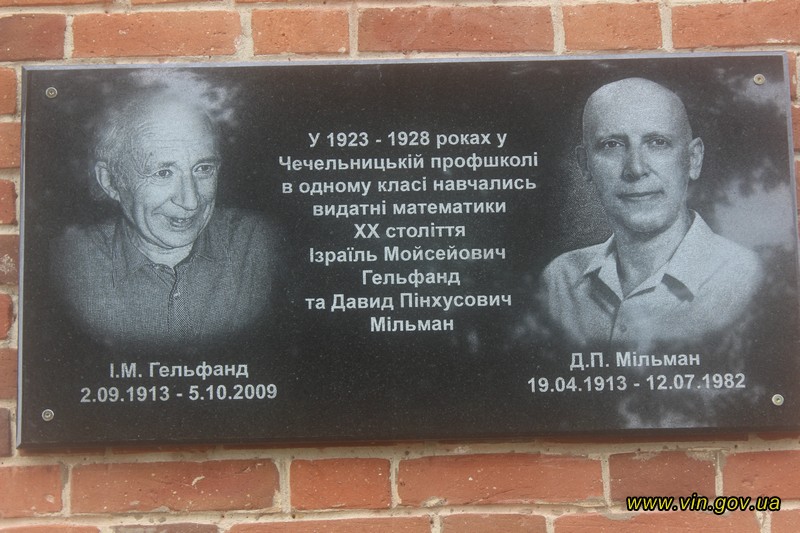 У 1923 - 1928 роках у
Чечельницькій профшколі
в одному класі навчались
видатні математики
ХХ століття
Ізраїль Мойсейович
Гельфанд
та Давид Пінхусович
Мільман
І.М. Гельфанд
2.09.1913 - 5.10.2009
Д.П. Мільман
19.04.1913 - 12.07.1982
www.vin.gov.ua